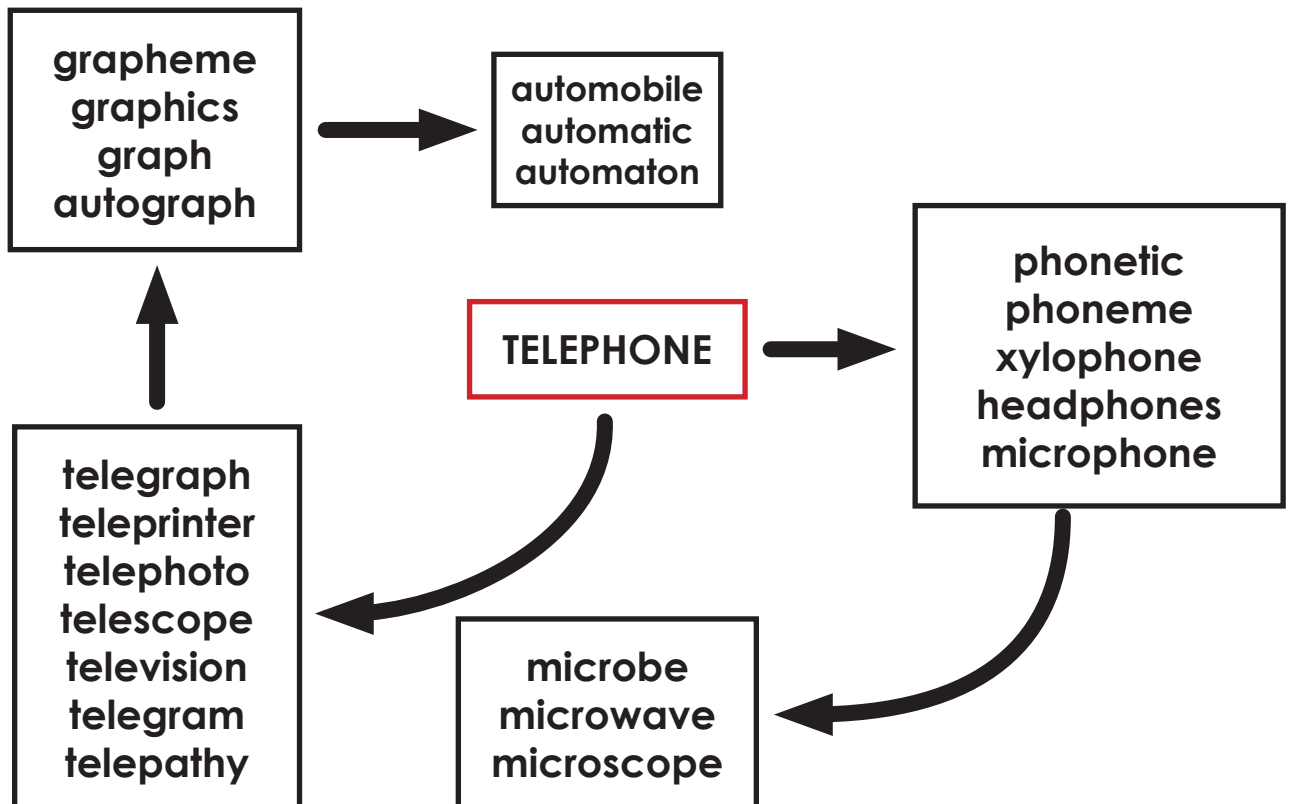 grapheme
graphics
graph
autograph
automobile
automatic
automaton
TELEPHONE
phonetic
phoneme
xylophone
headphones
microphone
telegraph
teleprinter
telephoto
telescope
television
telegram
telepathy
microbe
microwave
microscope